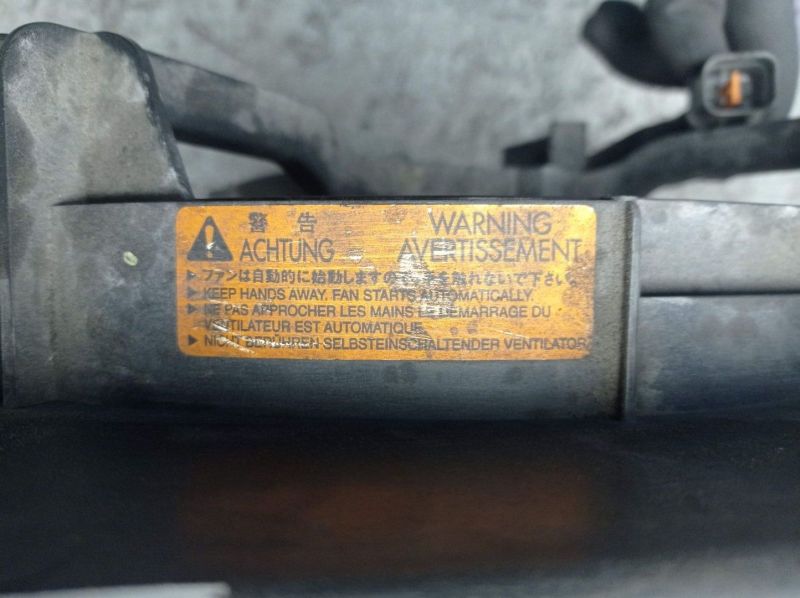 警告 WARNING
ACHTUNG AVERTISSEMENT
▶ ファンは自動的に始動しますので手を触れないで下さい。
▶ KEEP HANDS AWAY. FAN STARTS AUTOMATICALLY.
▶ NE PAS APPROCHER LES MAINS LE DEMARRAGE DU
VENTILATEUR EST AUTOMATIQUE
▶ NICHT BERÜHREN SELBSTEINSCHALTENDER VENTILATOR